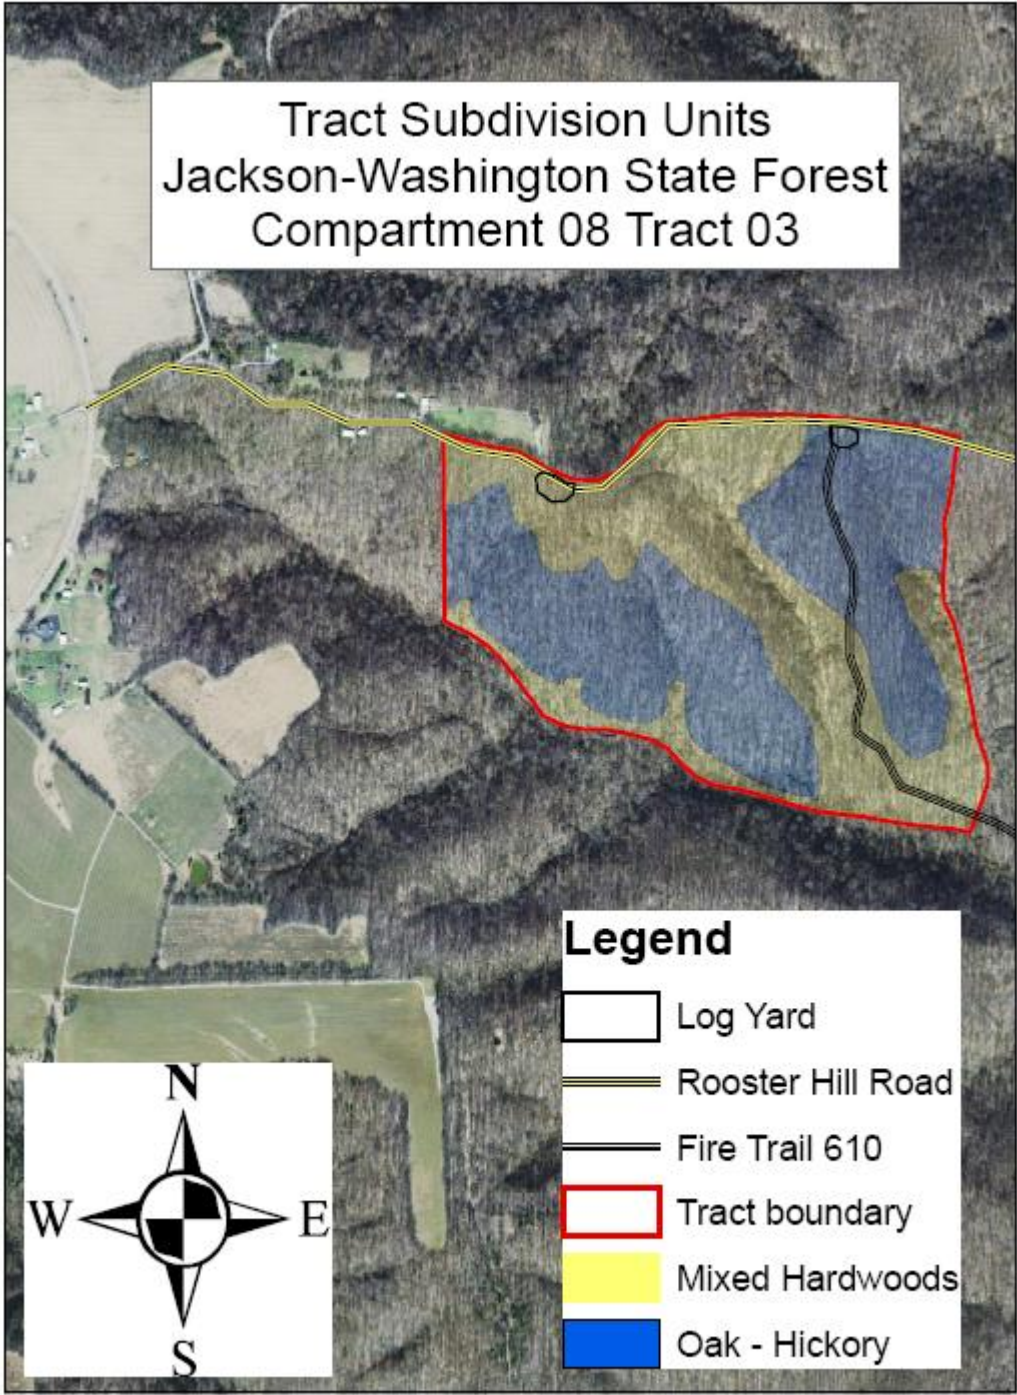 Tract Subdivision Units
Jackson-Washington State Forest
Compartment 08 Tract 03
Legend
Log Yard
Rooster Hill Road
Fire Trail 610
Tract boundary
Mixed Hardwoods
Oak - Hickory
N
W E
S